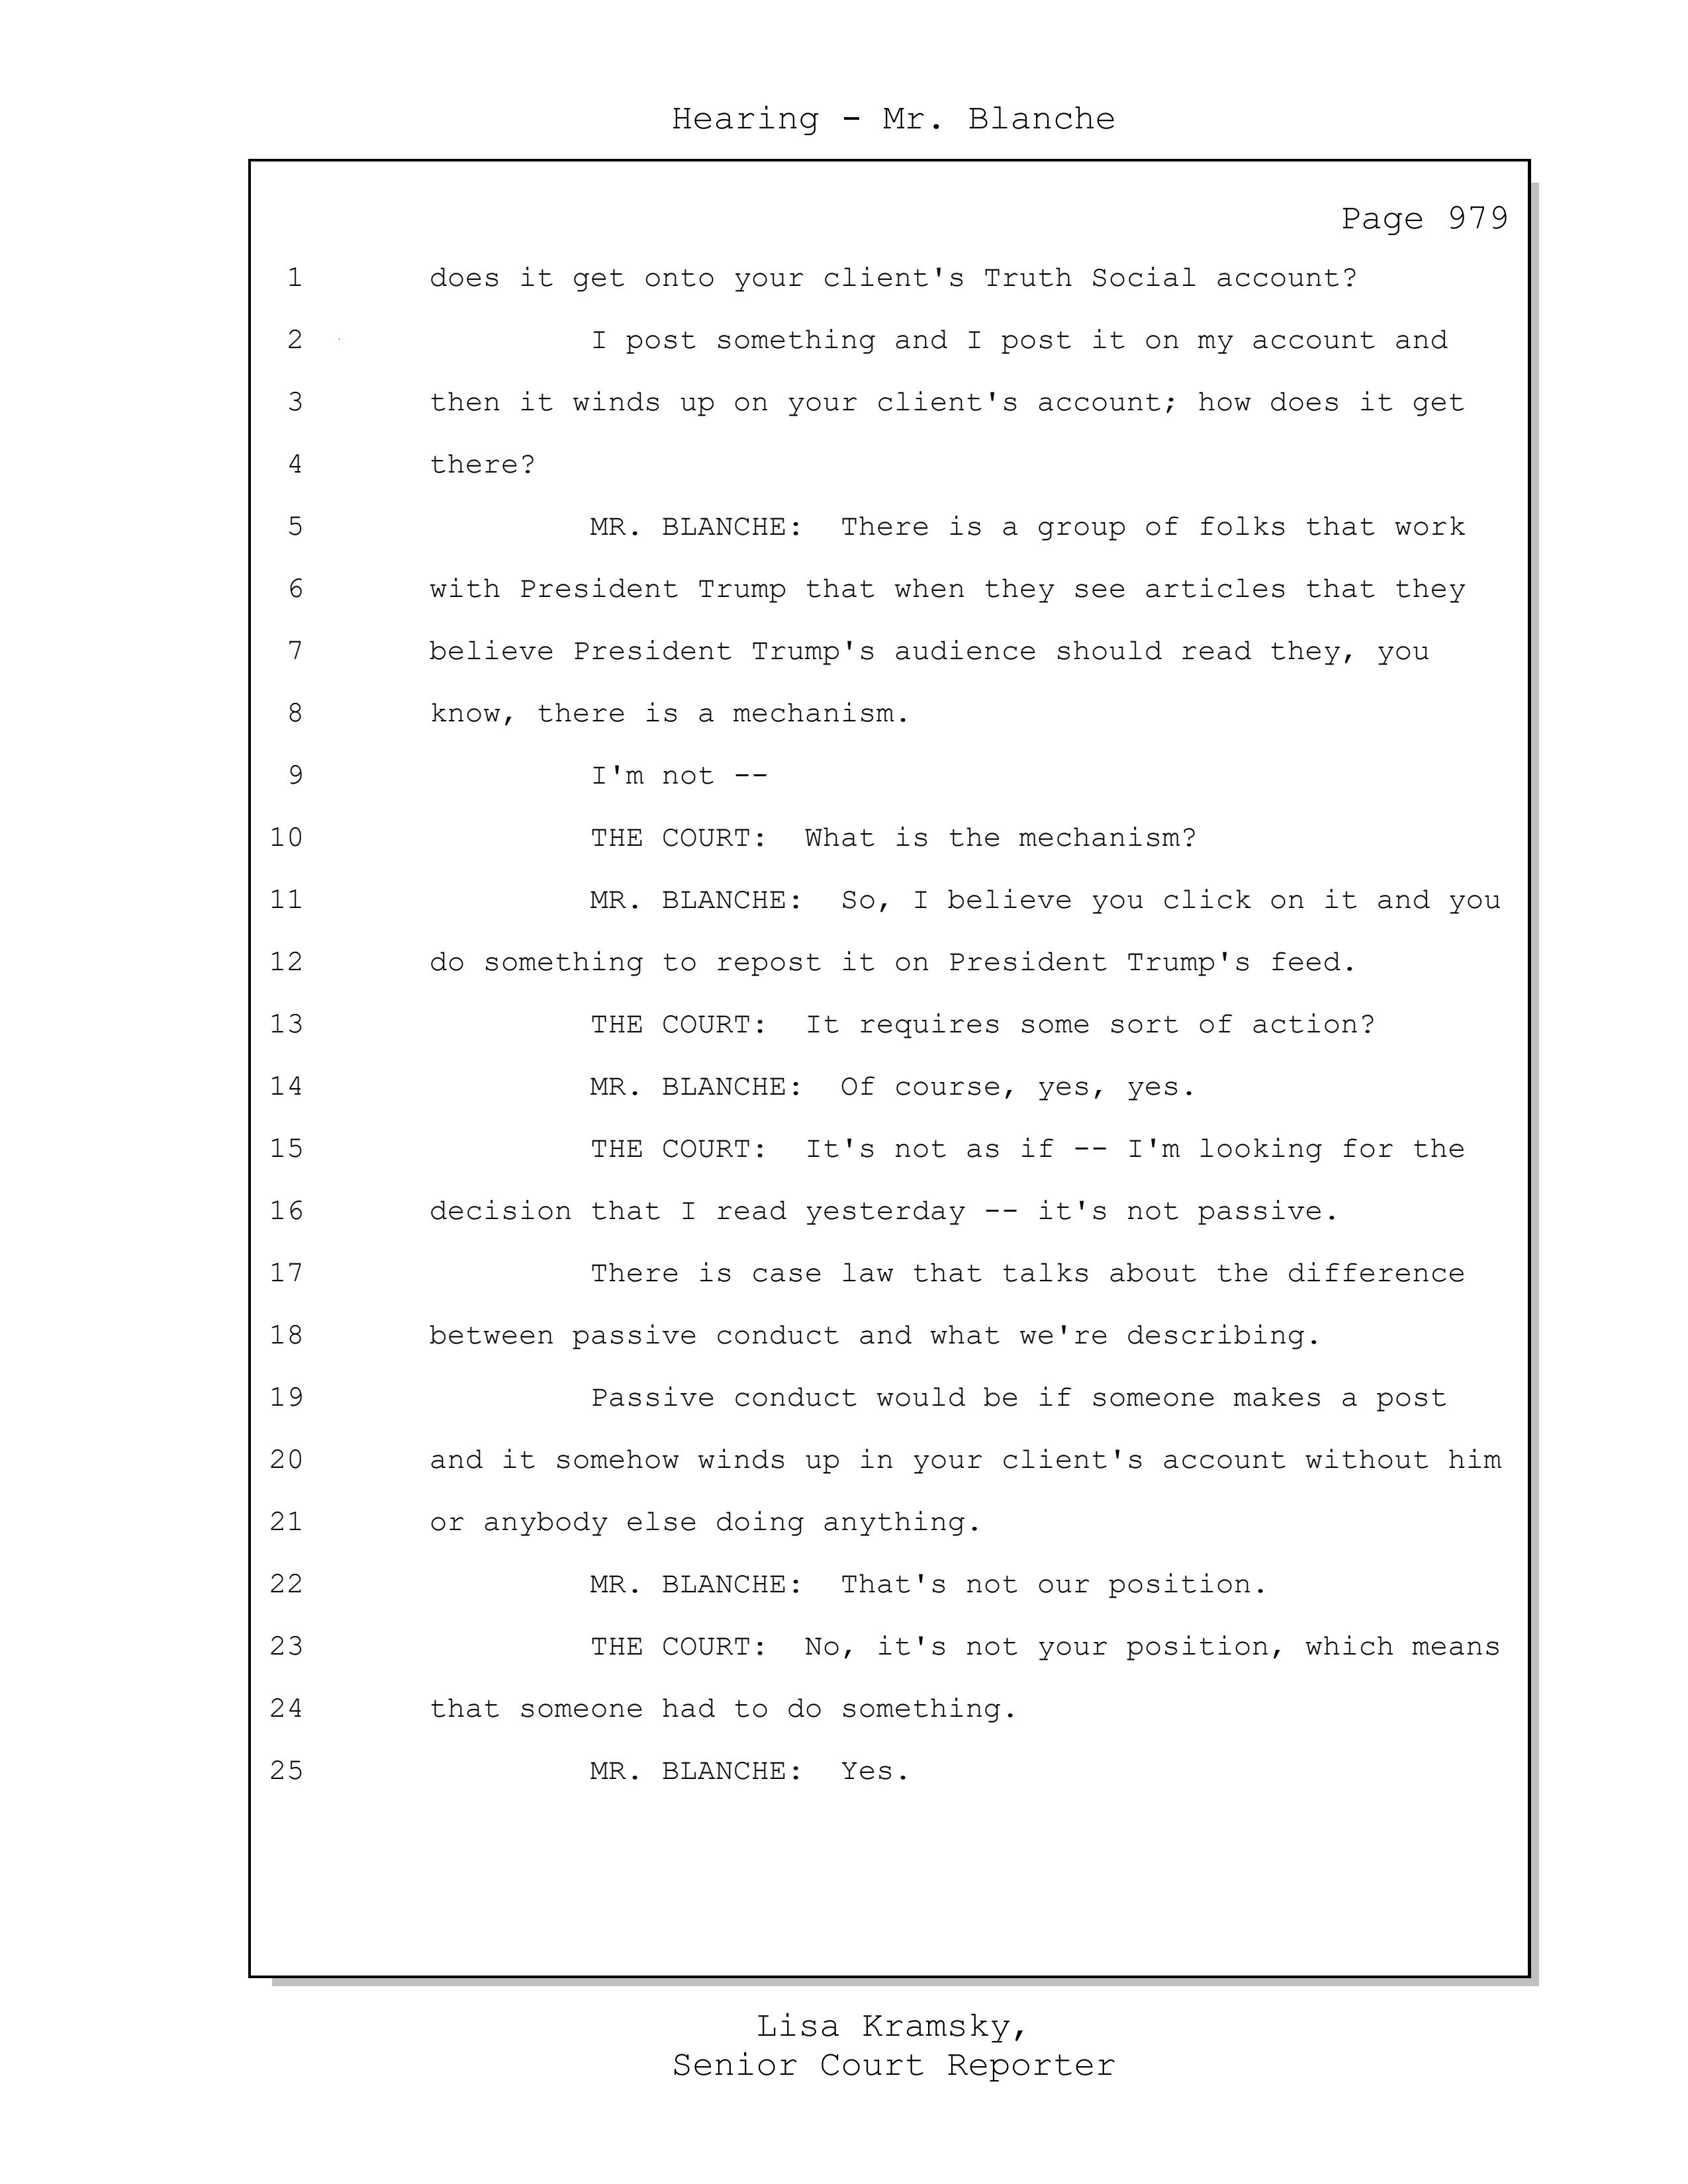 Hearing - Mr. Blanche
Page 979
1 does it get onto your client's Truth Social account?
2 I post something and I post it on my account and
3 then it winds up on your client's account; how does it get
4 there?
5 MR. BLANCHE: There is a group of folks that work
6 with President Trump that when they see articles that they
7 believe President Trump's audience should read they, you
8 know, there is a mechanism.
9 I'm not --
10 THE COURT: What is the mechanism?
11 MR. BLANCHE: So, I believe you click on it and you
12 do something to repost it on President Trump's feed.
13 THE COURT: It requires some sort of action?
14 MR. BLANCHE: Of course, yes, yes.
15 THE COURT: It's not as if -- I'm looking for the
16 decision that I read yesterday -- it's not passive.
17 There is case law that talks about the difference
18 between passive conduct and what we're describing.
19 Passive conduct would be if someone makes a post
20 and it somehow winds up in your client's account without him
21 or anybody else doing anything.
22 MR. BLANCHE: That's not our position.
23 THE COURT: No, it's not your position, which means
24 that someone had to do something.
25 MR. BLANCHE: Yes.
Lisa Kramsky,
Senior Court Reporter